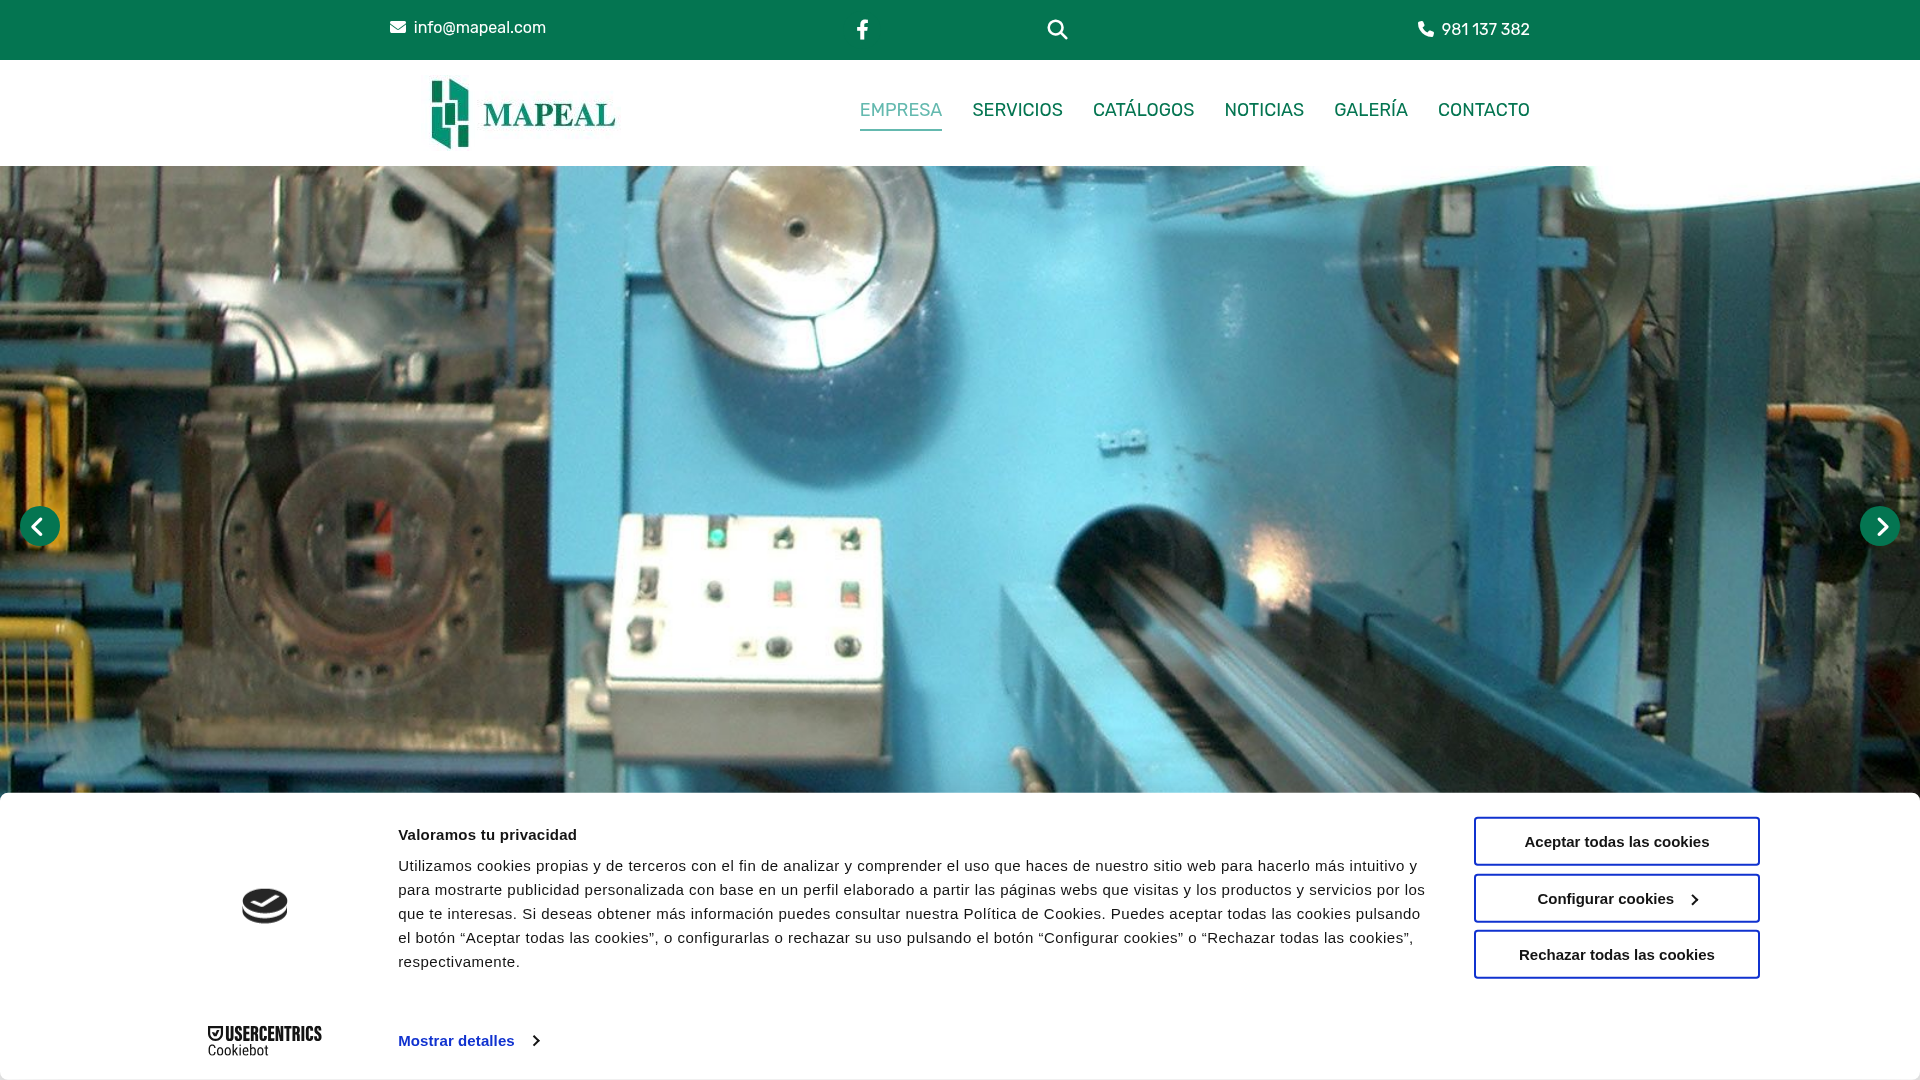 info@mapeal.com
981 137 382
MAPEAL
EMPRESA SERVICIOS CATÁLOGOS NOTICIAS GALERÍA CONTACTO
Valoramos tu privacidad
Utilizamos cookies propias y de terceros con el fin de analizar y comprender el uso que haces de nuestro sitio web para hacerlo más intuitivo y
para mostrarte publicidad personalizada con base en un perfil elaborado a partir las páginas webs que visitas y los productos y servicios por los
que te interesas. Si deseas obtener más información puedes consultar nuestra Política de Cookies. Puedes aceptar todas las cookies pulsando
el botón “Aceptar todas las cookies”, o configurarlas o rechazar su uso pulsando el botón “Configurar cookies” o “Rechazar todas las cookies”,
respectivamente.
Aceptar todas las cookies
Configurar cookies
Rechazar todas las cookies
USERCENTRICS
Cookiebot
Mostrar detalles